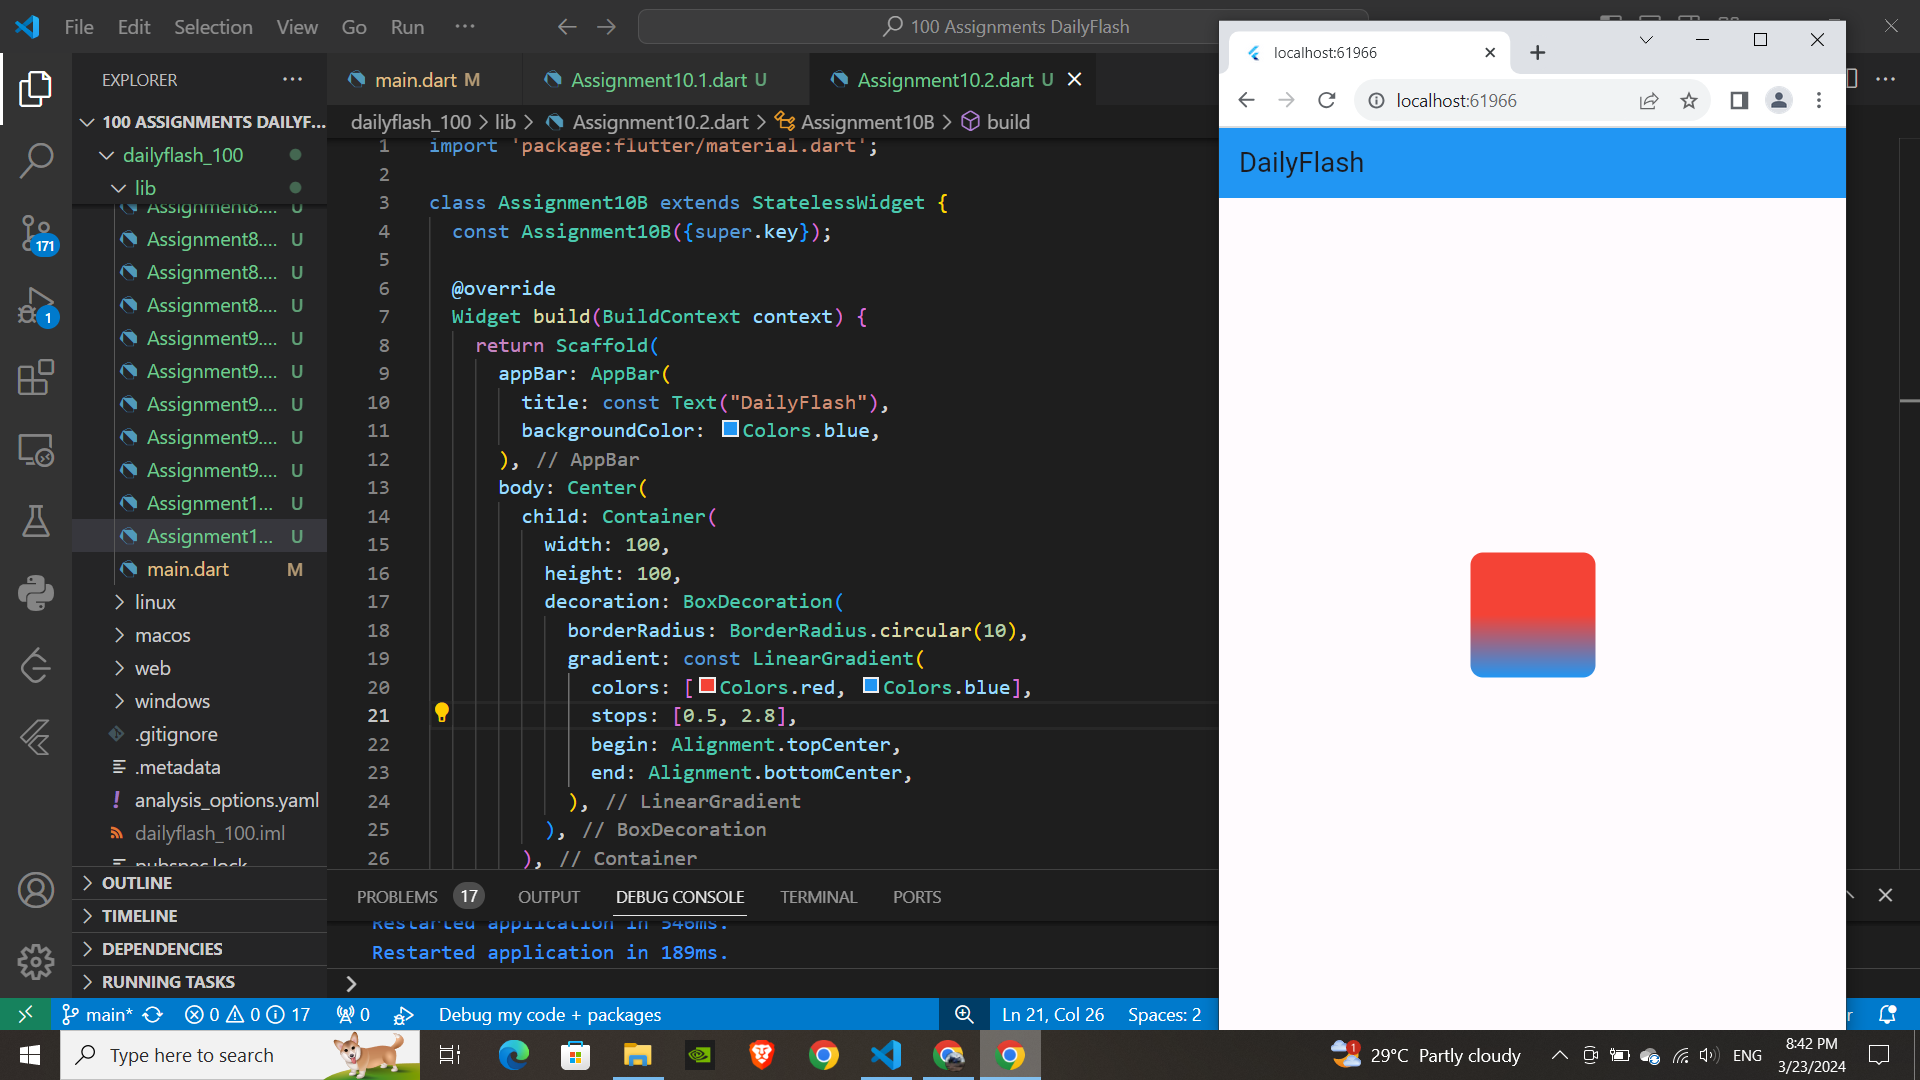 File Edit Selection View Go Run ···
100 Assignments DailyFlash
EXPLORER
100 ASSIGNMENTS DAILYF...
dailyflash_100
lib
Assignment8.... U
Assignment8.... U
Assignment8.... U
Assignment8.... U
Assignment9.... U
Assignment9.... U
Assignment9.... U
Assignment9.... U
Assignment9.... U
Assignment1... U
Assignment1... U
main.dart M
linux
macos
web
windows
.gitignore
.metadata
analysis_options.yaml
dailyflash_100.iml
pubspec.lock
OUTLINE
TIMELINE
DEPENDENCIES
RUNNING TASKS
171
1
main.dart M
Assignment10.1.dart U
Assignment10.2.dart U
dailyflash_100 > lib > Assignment10.2.dart > Assignment10B > build
1 import 'package:flutter/material.dart';
2
3 class Assignment10B extends StatelessWidget {
4 const Assignment10B({super.key});
5
6 @override
7 Widget build(BuildContext context) {
8 return Scaffold(
9 appBar: AppBar(
10 title: const Text("DailyFlash"),
11 backgroundColor: Colors.blue,
12 ), // AppBar
13 body: Center(
14 child: Container(
15 width: 100,
16 height: 100,
17 decoration: BoxDecoration(
18 borderRadius: BorderRadius.circular(10),
19 gradient: const LinearGradient(
20 colors: [Colors.red, Colors.blue],
21 stops: [0.5, 2.8],
22 begin: Alignment.topCenter,
23 end: Alignment.bottomCenter,
24 ), // LinearGradient
25 ), // BoxDecoration
26 ), // Container
PROBLEMS 17 OUTPUT DEBUG CONSOLE TERMINAL PORTS
Restarted application in 546ms.
Restarted application in 189ms.
localhost:61966
localhost:61966
DailyFlash
main* 0 0 17 0 Debug my code + packages Ln 21, Col 26 Spaces: 2
Type here to search
1
29°C Partly cloudy
ENG
8:42 PM
3/23/2024